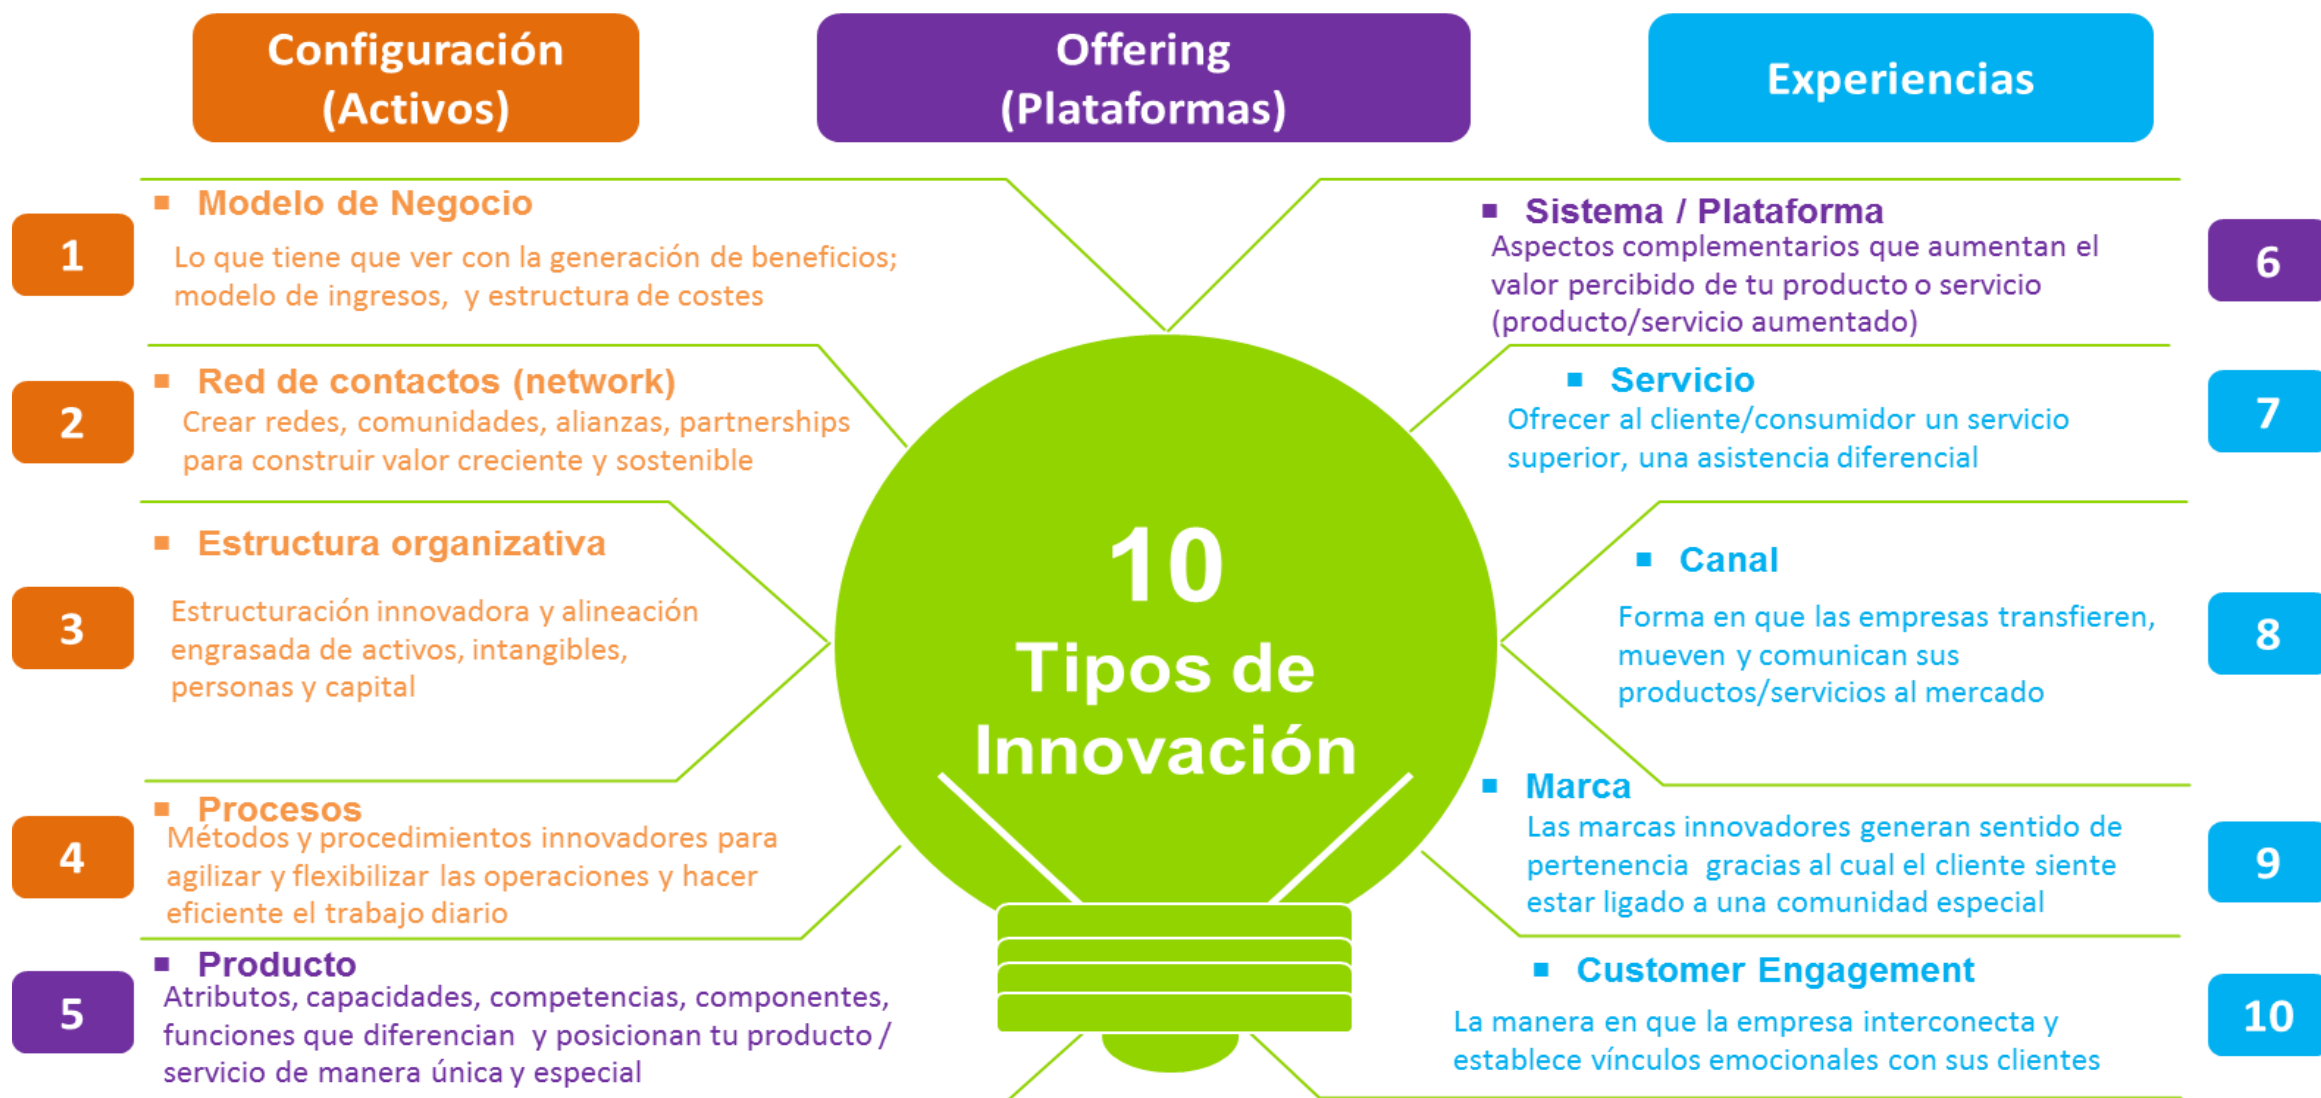 Configuración
(Activos)
Offering
(Plataformas)
Experiencias
1
▪ Modelo de Negocio
Lo que tiene que ver con la generación de beneficios;
modelo de ingresos, y estructura de costes
2
▪ Red de contactos (network)
Crear redes, comunidades, alianzas, partnerships
para construir valor creciente y sostenible
3
▪ Estructura organizativa
Estructuración innovadora y alineación
engrasada de activos, intangibles,
personas y capital
4
▪ Procesos
Métodos y procedimientos innovadores para
agilizar y flexibilizar las operaciones y hacer
eficiente el trabajo diario
5
▪ Producto
Atributos, capacidades, competencias, componentes,
funciones que diferencian y posicionan tu producto /
servicio de manera única y especial
10
Tipos de
Innovación
▪ Sistema / Plataforma
Aspectos complementarios que aumentan el
valor percibido de tu producto o servicio
(producto/servicio aumentado)
6
▪ Servicio
Ofrecer al cliente/consumidor un servicio
superior, una asistencia diferencial
7
▪ Canal
Forma en que las empresas transfieren,
mueven y comunican sus
productos/servicios al mercado
8
▪ Marca
Las marcas innovadores generan sentido de
pertenencia gracias al cual el cliente siente
estar ligado a una comunidad especial
9
▪ Customer Engagement
La manera en que la empresa interconecta y
establece vínculos emocionales con sus clientes
10